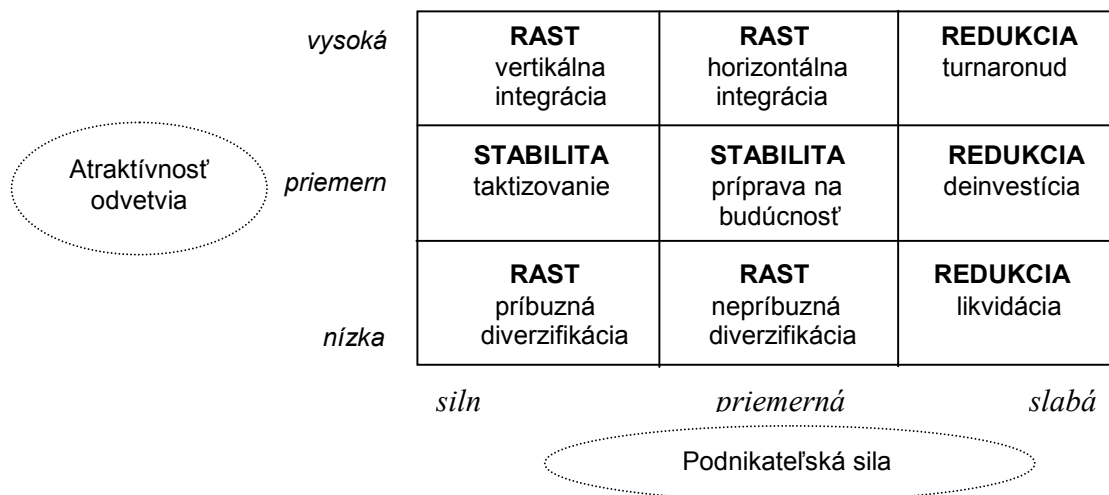 vysoká
RAST
vertikálna
integrácia
RAST
horizontálna
integrácia
REDUKCIA
turnaronud
Atraktívnosť
odvetvia
priemern
STABILITA
taktizovanie
STABILITA
príprava na
budúcnosť
REDUKCIA
deinvestícia
nízka
RAST
príbuzná
diverzifikácia
RAST
nepríbuzná
diverzifikácia
REDUKCIA
likvidácia
siln
priemerná
slabá
Podnikateľská sila